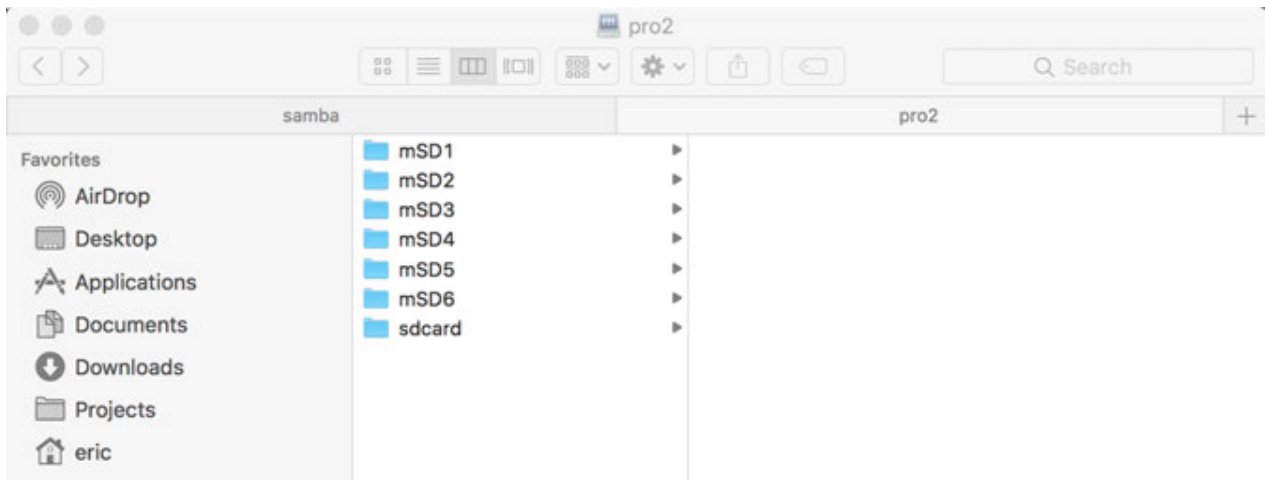 pro2
Search
samba
pro2
Favorites
AirDrop
Desktop
Applications
Documents
Downloads
Projects
eric
mSD1
mSD2
mSD3
mSD4
mSD5
mSD6
sdcard